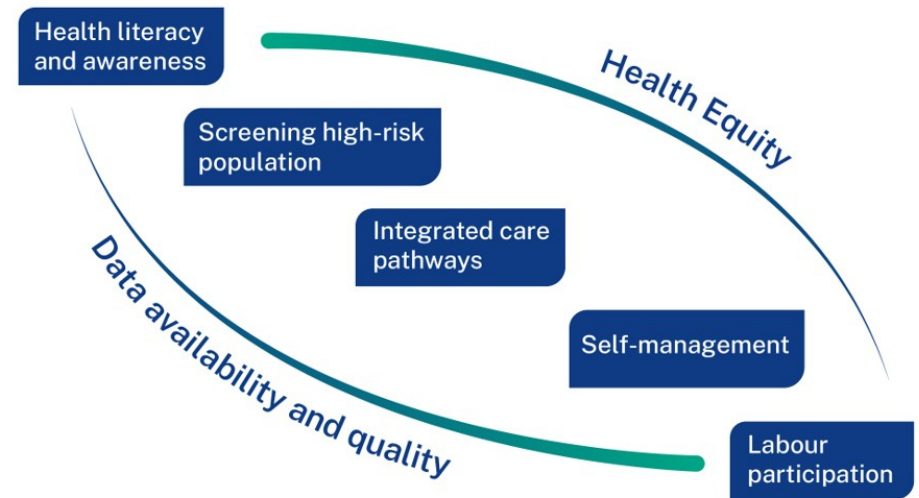 Health literacy
and awareness
Health Equity
Screening high-risk
population
Integrated care
pathways
Data availability and quality
Self-management
Labour
participation